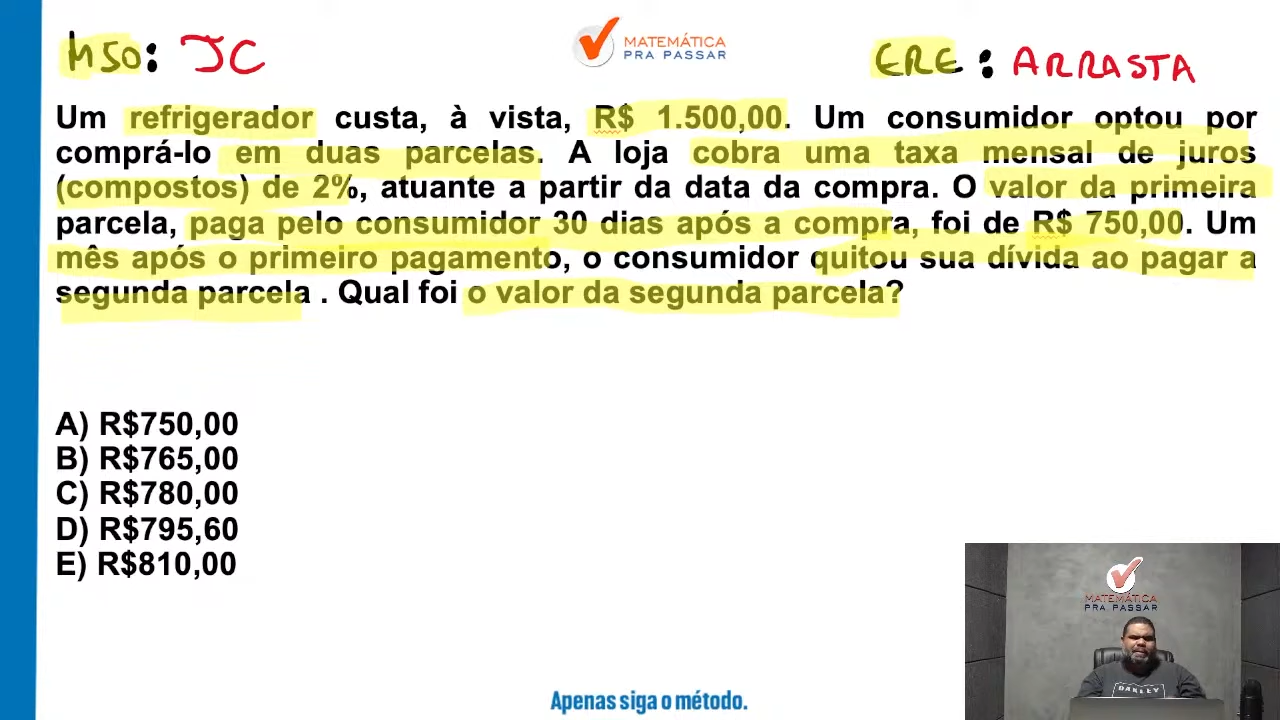 MSO: JC
MATEMÁTICA
PRA PASSAR
ERE: ARRASTA
Um refrigerador custa, à vista, R$ 1.500,00. Um consumidor optou por
comprá-lo em duas parcelas. A loja cobra uma taxa mensal de juros
(compostos) de 2%, atuante a partir da data da compra. O valor da primeira
parcela, paga pelo consumidor 30 dias após a compra, foi de R$ 750,00. Um
mês após o primeiro pagamento, o consumidor quitou sua dívida ao pagar a
segunda parcela . Qual foi o valor da segunda parcela?
A) R$750,00
B) R$765,00
C) R$780,00
D) R$795,60
E) R$810,00
MATEMÁTICA
PRA PASSAR
OAKLEY
Apenas siga o método.